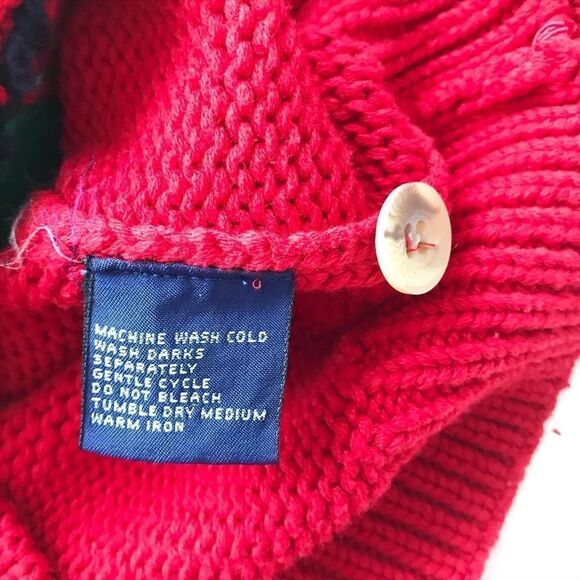 MACHINE WASH COLD
WASH DARKS
SEPARATELY
GENTLE CYCLE
DO NOT BLEACH
TUMBLE DRY MEDIUM
WARM IRON